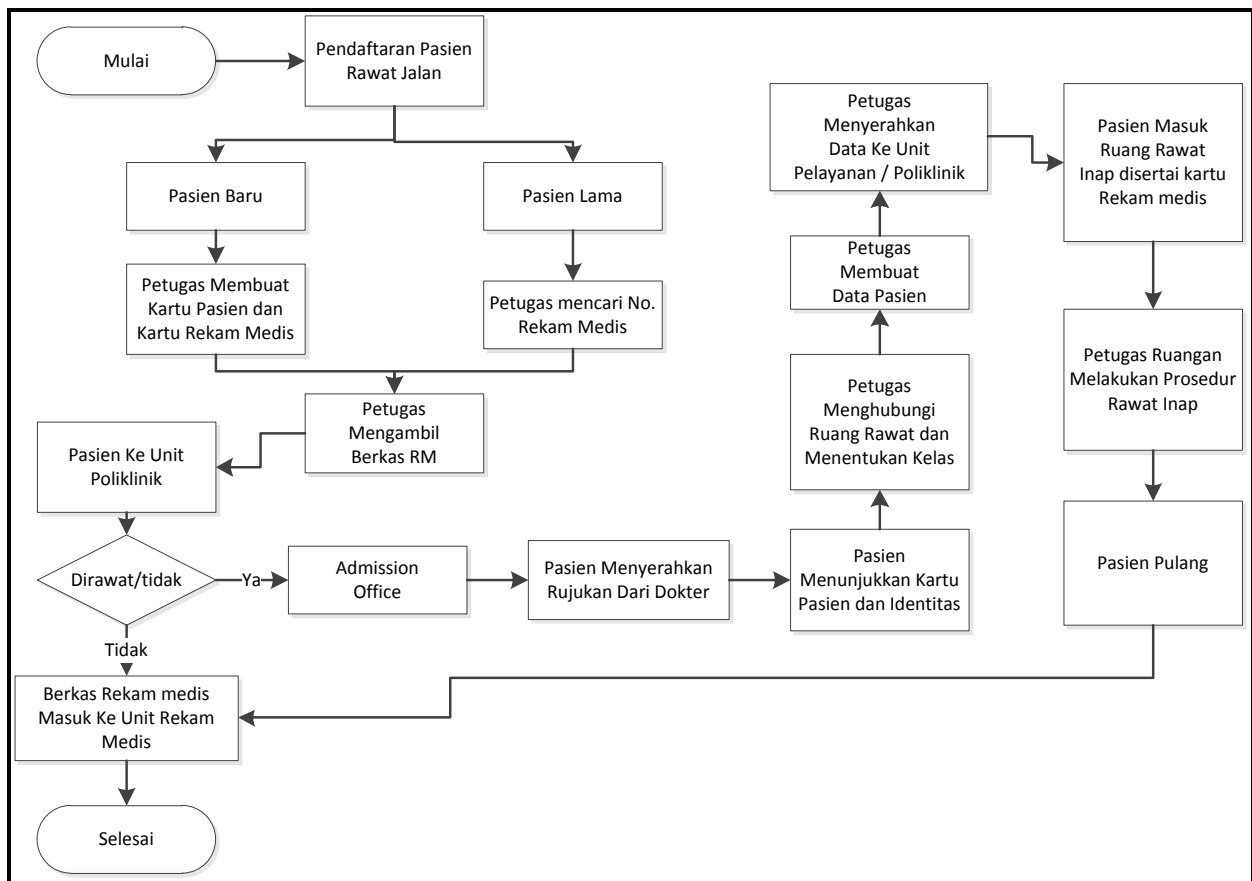 Mulai
Pendaftaran Pasien
Rawat Jalan
Pasien Baru
Pasien Lama
Petugas Membuat
Kartu Pasien dan
Kartu Rekam Medis
Petugas mencari No.
Rekam Medis
Petugas
Mengambil
Berkas RM
Pasien Ke Unit
Poliklinik
Dirawat/tidak
Ya
Tidak
Admission
Office
Pasien Menyerahkan
Rujukan Dari Dokter
Pasien
Menunjukkan Kartu
Pasien dan Identitas
Petugas
Menghubungi
Ruang Rawat dan
Menentukan Kelas
Petugas
Membuat
Data Pasien
Petugas
Menyerahkan
Data Ke Unit
Pelayanan / Poliklinik
Pasien Masuk
Ruang Rawat
Inap disertai kartu
Rekam medis
Petugas Ruangan
Melakukan Prosedur
Rawat Inap
Pasien Pulang
Berkas Rekam medis
Masuk Ke Unit Rekam
Medis
Selesai